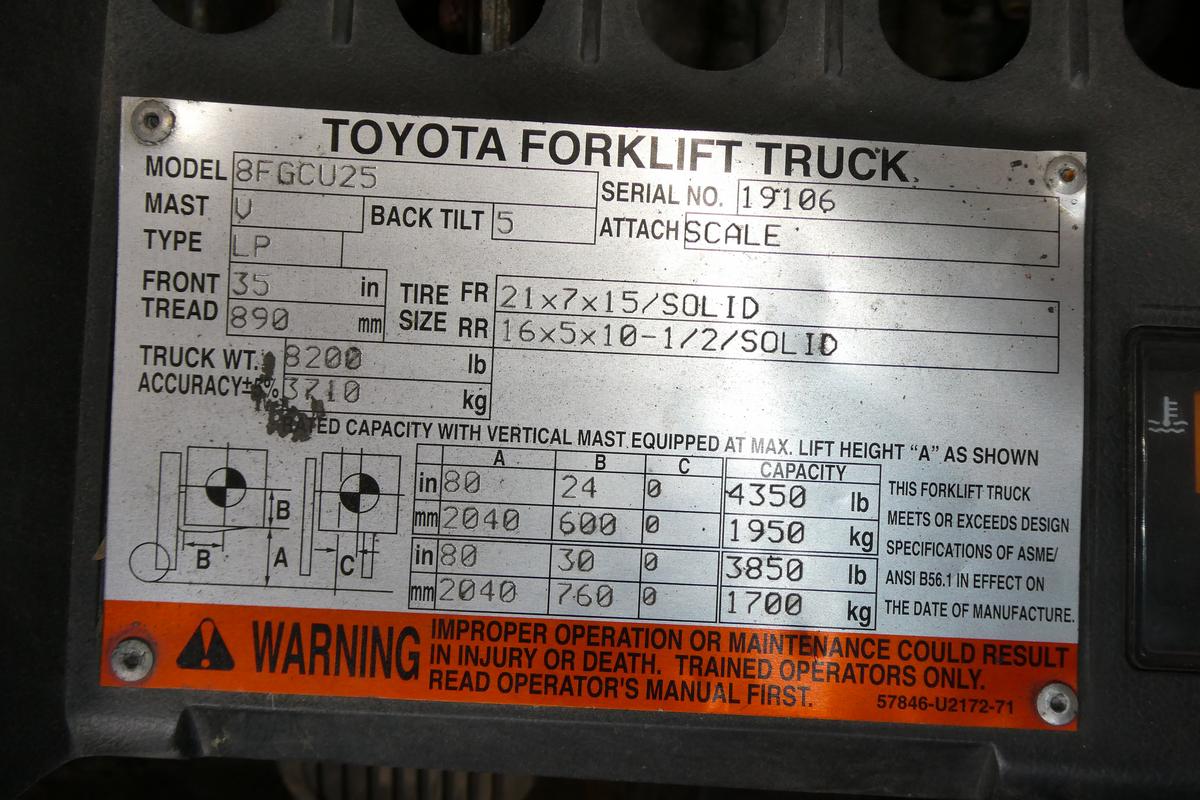 TOYOTA FORKLIFT TRUCK
MODEL 8FGCU25
SERIAL NO. 19106
MAST V BACK TILT 5
ATTACH SCALE
TYPE LP
FRONT TREAD 35 in
890 mm
TIRE SIZE FR 21x7x15/SOLID
RR 16x5x10-1/2/SOLID
TRUCK WT. 8200 lb
ACCURACY±5% 3710 kg
RATED CAPACITY WITH VERTICAL MAST EQUIPPED AT MAX. LIFT HEIGHT "A" AS SHOWN
A B C CAPACITY
in 80 24 0 4350 lb
mm 2040 600 0 1950 kg
in 80 30 0 3850 lb
mm 2040 760 0 1700 kg
B B A C
THIS FORKLIFT TRUCK
MEETS OR EXCEEDS DESIGN
SPECIFICATIONS OF ASME/
ANSI B56.1 IN EFFECT ON
THE DATE OF MANUFACTURE.
WARNING
IMPROPER OPERATION OR MAINTENANCE COULD RESULT
IN INJURY OR DEATH. TRAINED OPERATORS ONLY.
READ OPERATOR'S MANUAL FIRST.
57846-U2172-71